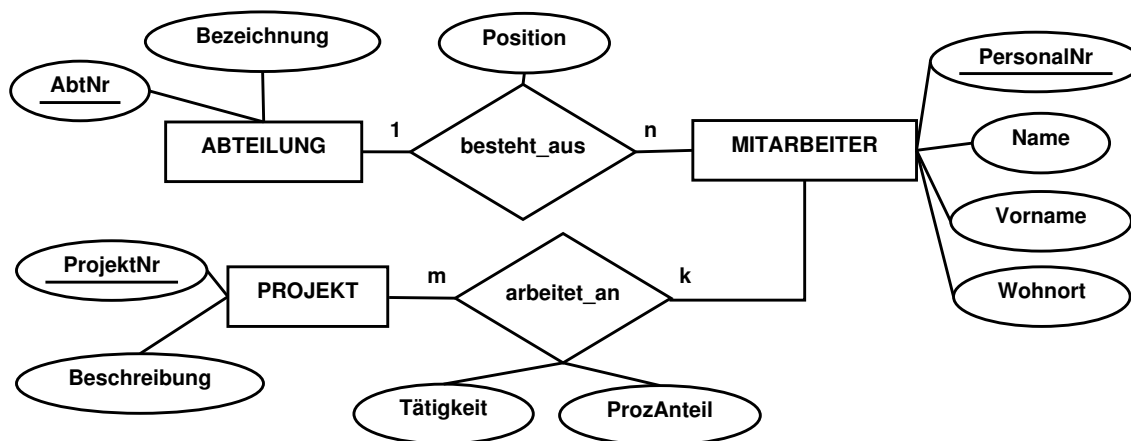 Bezeichnung
Position
PersonalNr
AbtNr
ABTEILUNG
1
besteht_aus
n
MITARBEITER
Name
Vorname
ProjektNr
PROJEKT
m
arbeitet_an
k
Wohnort
Beschreibung
Tätigkeit
ProzAnteil